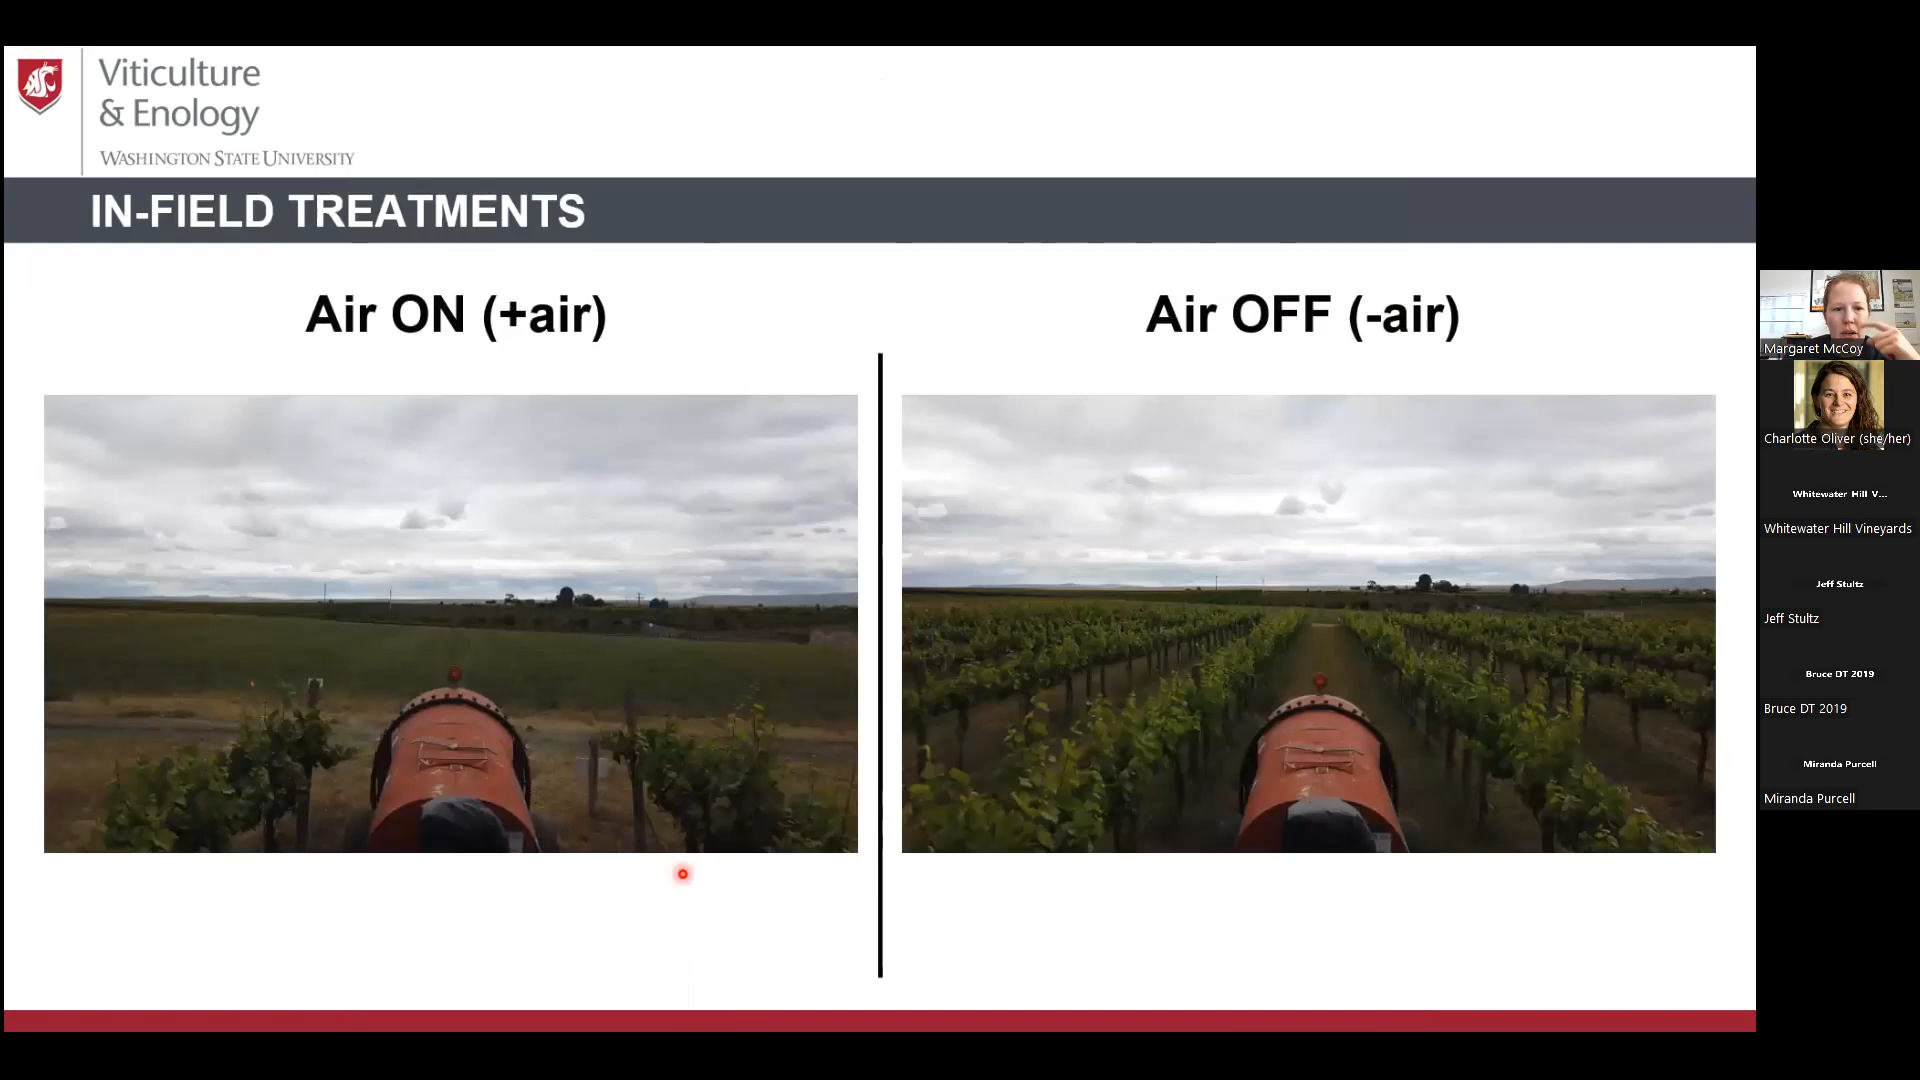 Viticulture
& Enology
WASHINGTON STATE UNIVERSITY
IN-FIELD TREATMENTS
Air ON (+air)
Air OFF (-air)
Margaret McCoy
Charlotte Oliver (she/her)
Whitewater Hill V...
Whitewater Hill Vineyards
Jeff Stultz
Jeff Stultz
Bruce DT 2019
Bruce DT 2019
Miranda Purcell
Miranda Purcell